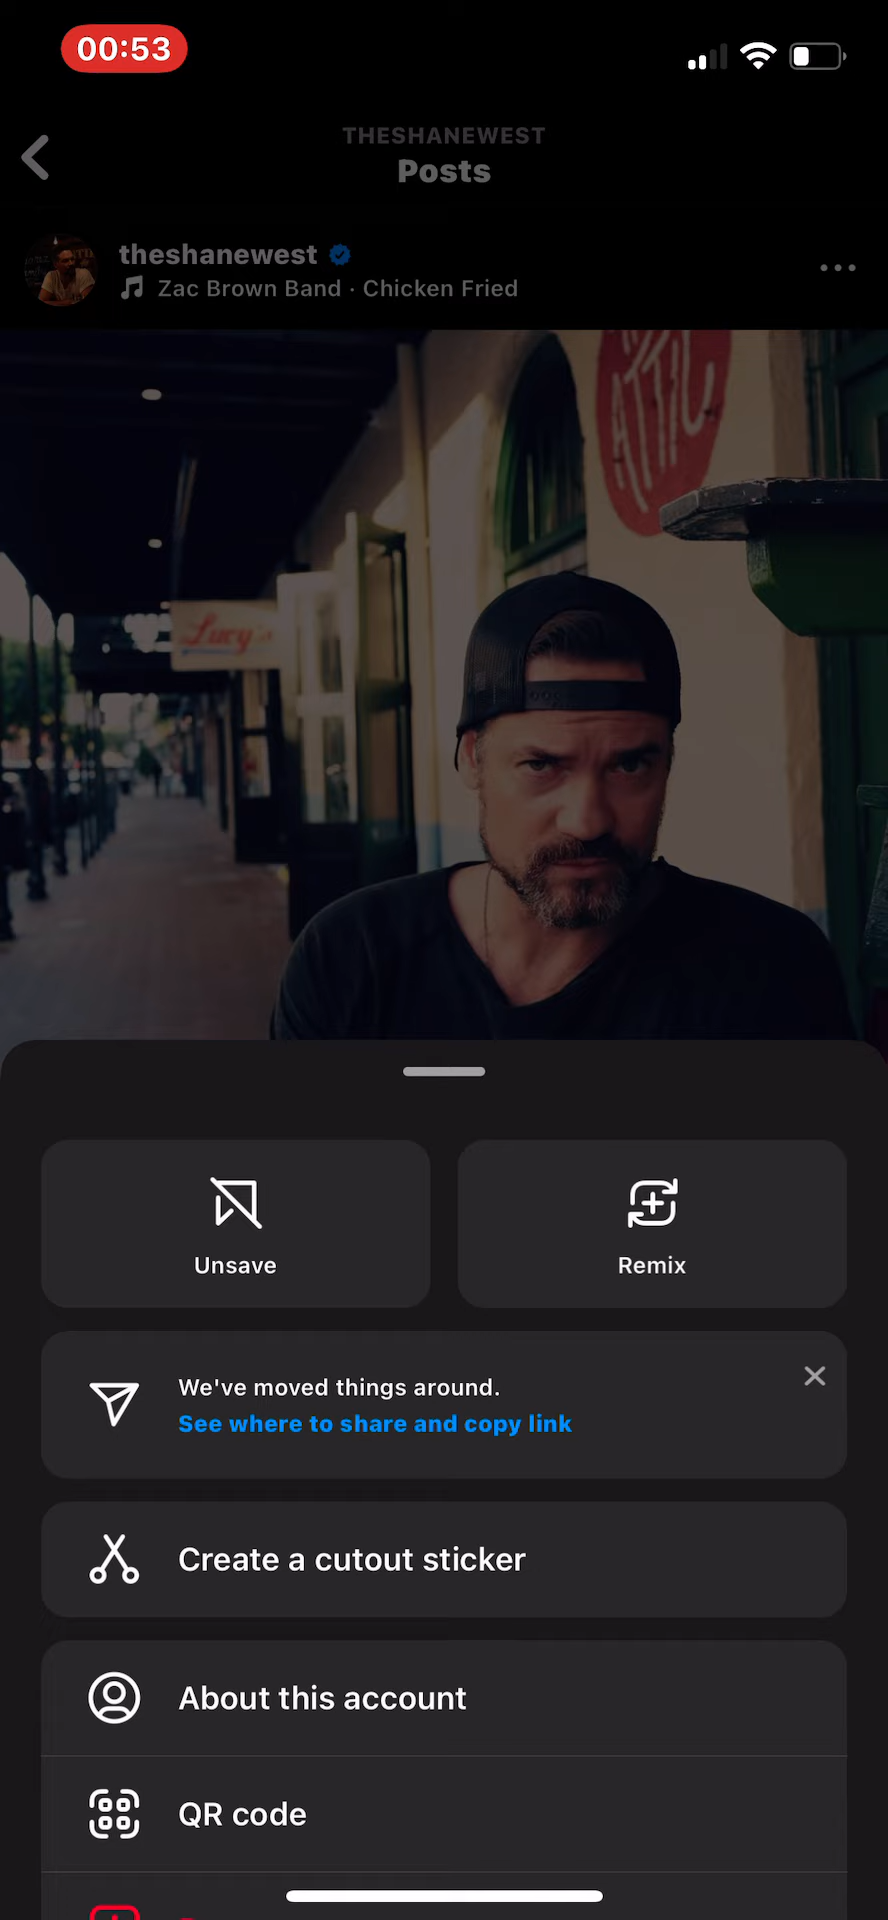 00:53
THESHANEWEST
Posts
theshanewest
Zac Brown Band · Chicken Fried
ATTIC
Lucy's
Unsave
Remix
We've moved things around.
See where to share and copy link
Create a cutout sticker
About this account
QR code